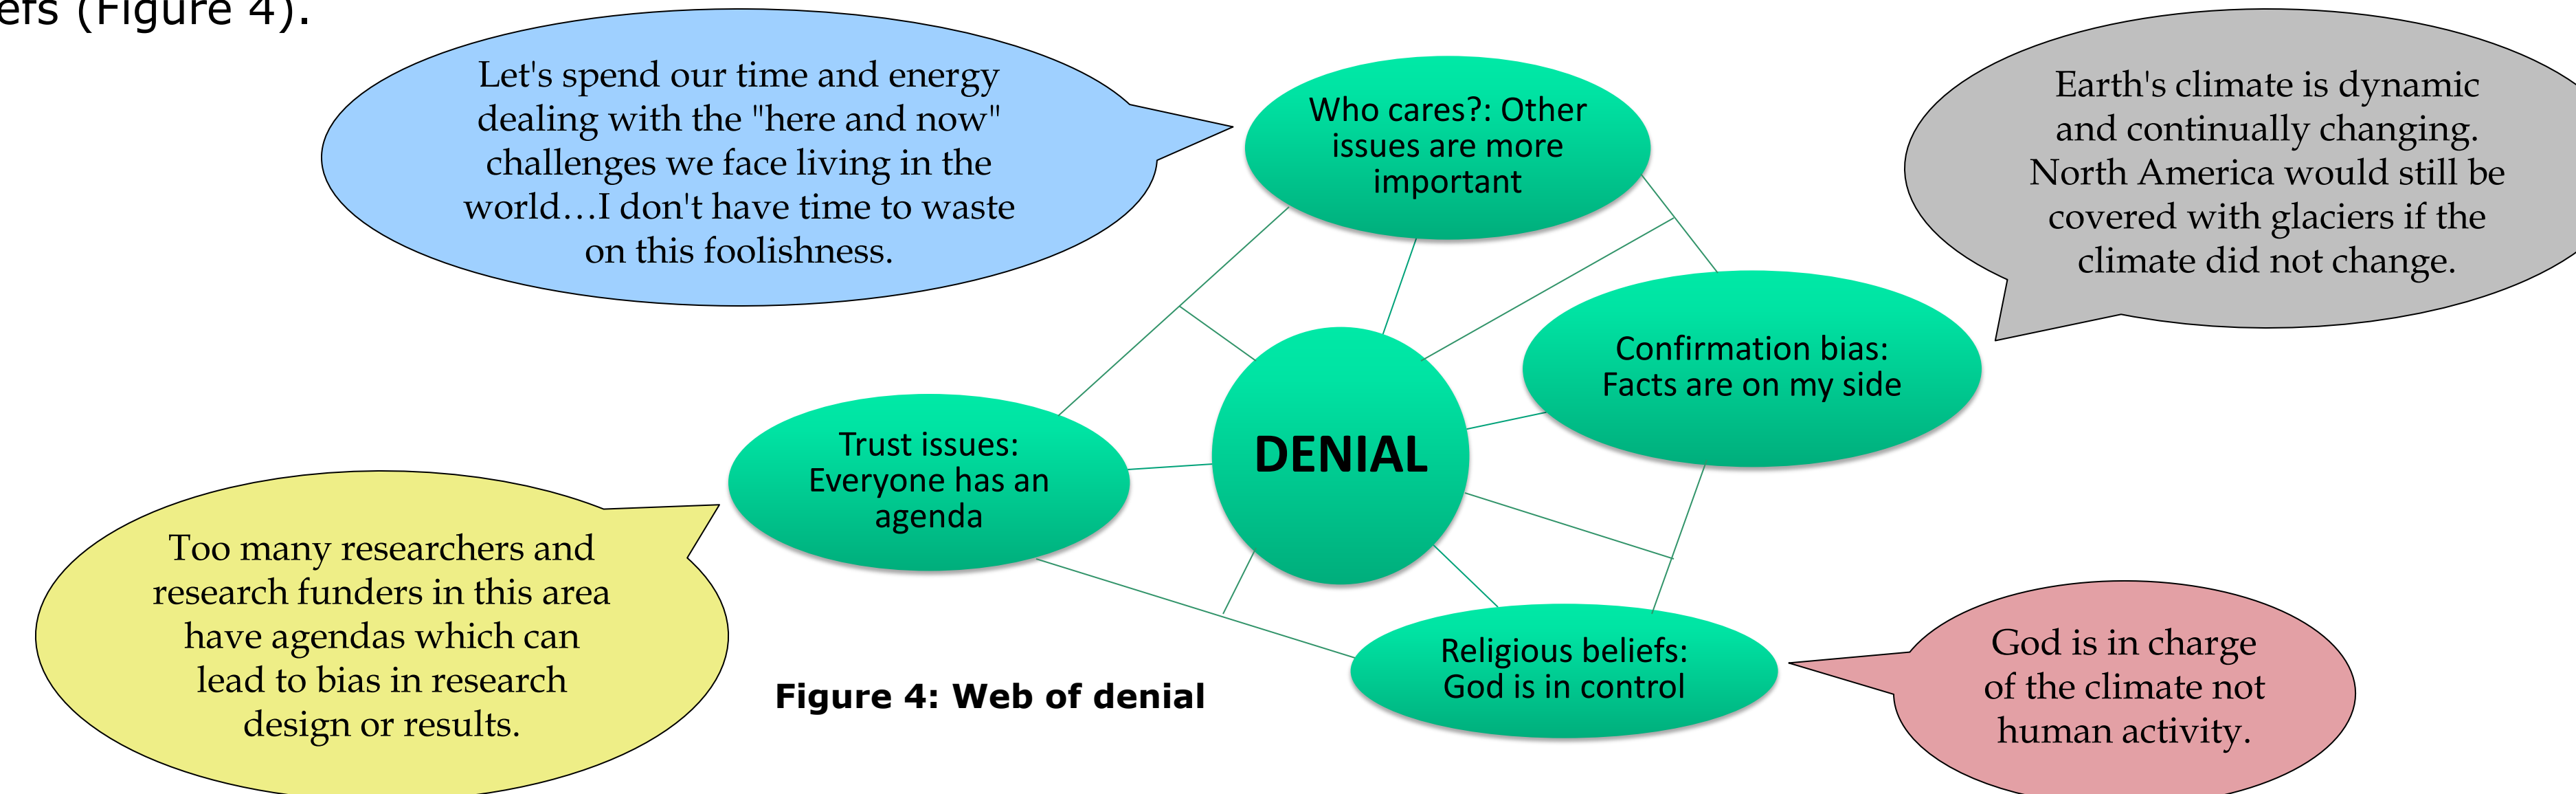 efs (Figure 4).
Let's spend our time and energy
dealing with the "here and now"
challenges we face living in the
world…I don't have time to waste
on this foolishness.
Who cares?: Other
issues are more
important
Earth's climate is dynamic
and continually changing.
North America would still be
covered with glaciers if the
climate did not change.
Confirmation bias:
Facts are on my side
DENIAL
Trust issues:
Everyone has an
agenda
Too many researchers and
research funders in this area
have agendas which can
lead to bias in research
design or results.
Religious beliefs:
God is in control
God is in charge
of the climate not
human activity.
Figure 4: Web of denial